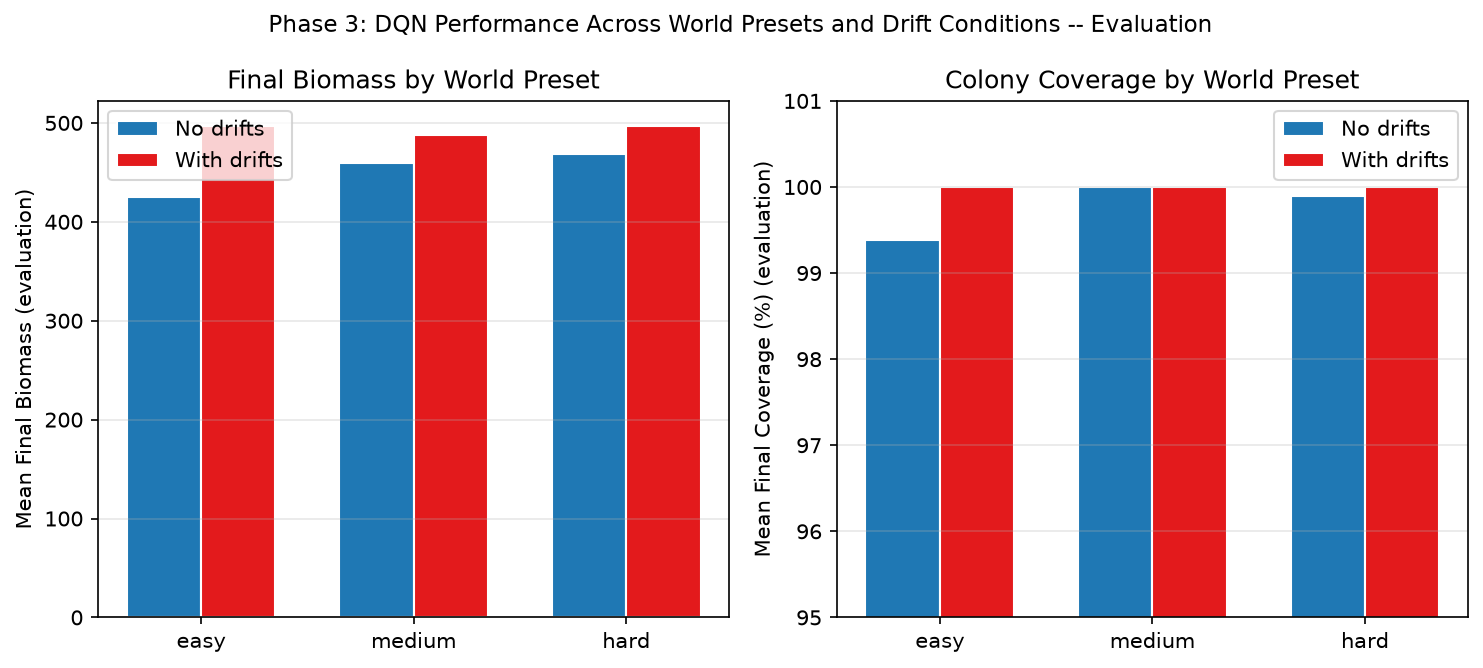 Phase 3: DQN Performance Across World Presets and Drift Conditions -- Evaluation
Final Biomass by World Preset
No drifts
With drifts
Mean Final Biomass (evaluation)
500
400
300
200
100
0
easy
medium
hard
Colony Coverage by World Preset
No drifts
With drifts
Mean Final Coverage (%) (evaluation)
101
100
99
98
97
96
95
easy
medium
hard